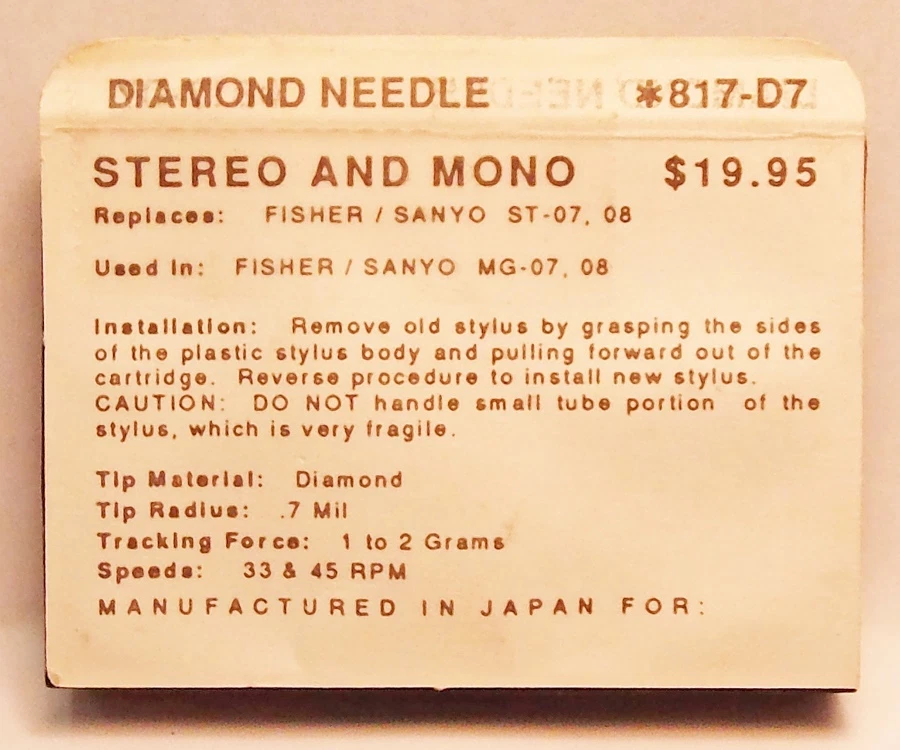 DIAMOND NEEDLE *817-D7
STEREO AND MONO $19.95
Replaces: FISHER / SANYO ST-07, 08
Used In: FISHER / SANYO MG-07, 08
Installation: Remove old stylus by grasping the sides
of the plastic stylus body and pulling forward out of the
cartridge. Reverse procedure to install new stylus.
CAUTION: DO NOT handle small tube portion of the
stylus, which is very fragile.
Tip Material: Diamond
Tip Radius: .7 Mil
Tracking Force: 1 to 2 Grams
Speeds: 33 & 45 RPM
MANUFACTURED IN JAPAN FOR: